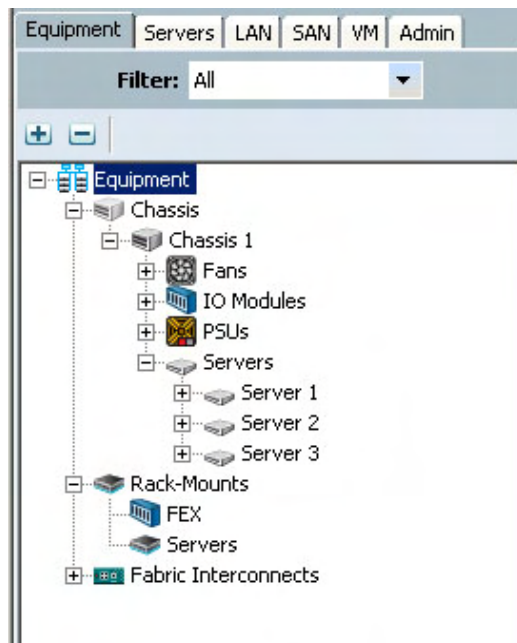 Equipment Servers LAN SAN VM Admin
Filter: All
Equipment
Chassis
Chassis 1
Fans
IO Modules
PSUs
Servers
Server 1
Server 2
Server 3
Rack-Mounts
FEX
Servers
Fabric Interconnects